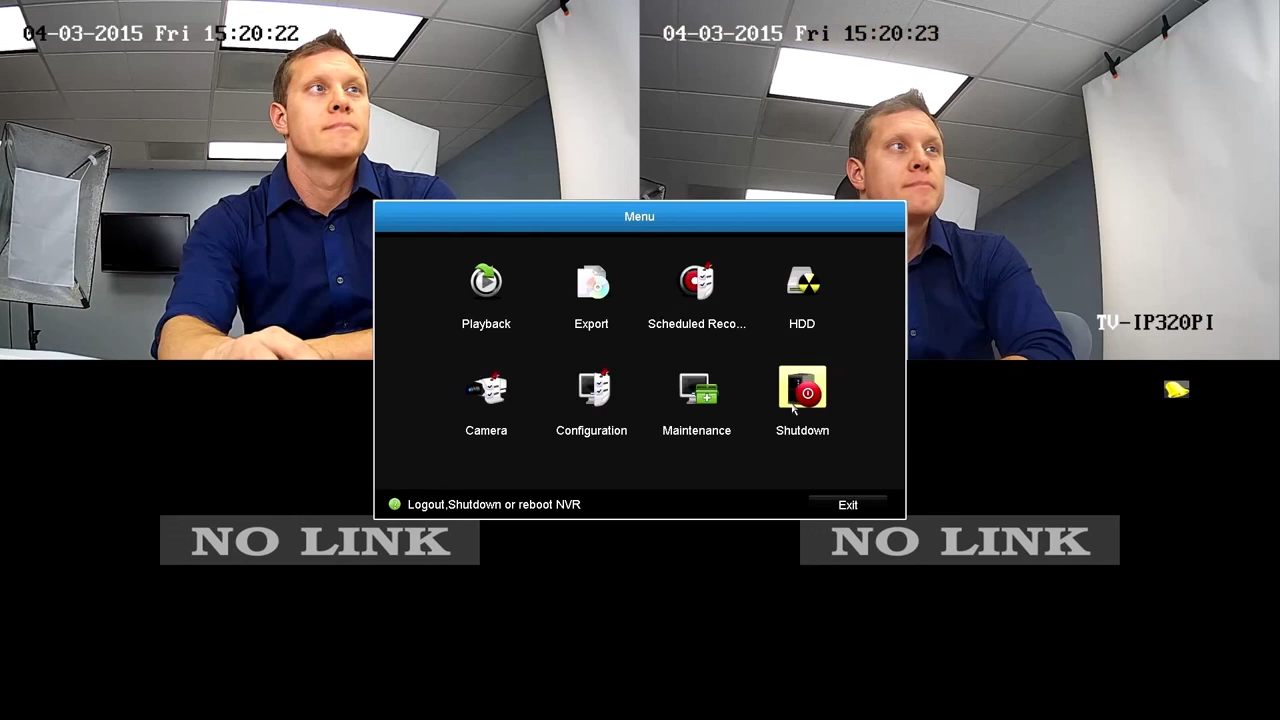 04-03-2015 Fri 15:20:22
04-03-2015 Fri 15:20:23
Menu
Playback
Export
Scheduled Reco...
HDD
TV-IP320PI
Camera
Configuration
Maintenance
Shutdown
Logout,Shutdown or reboot NVR
Exit
NO LINK
NO LINK